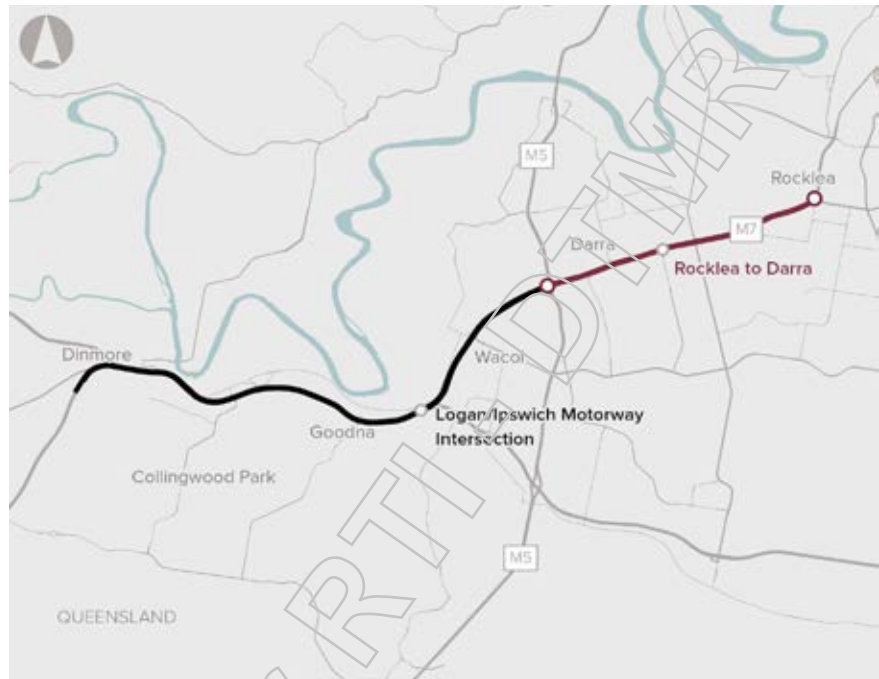 M5
Rocklea
M7
Darra
Rocklea to Darra
Wacol
Dinmore
Logan/Ipswich Motorway
Intersection
Goodna
Collingwood Park
M5
QUEENSLAND
RTI DTMR